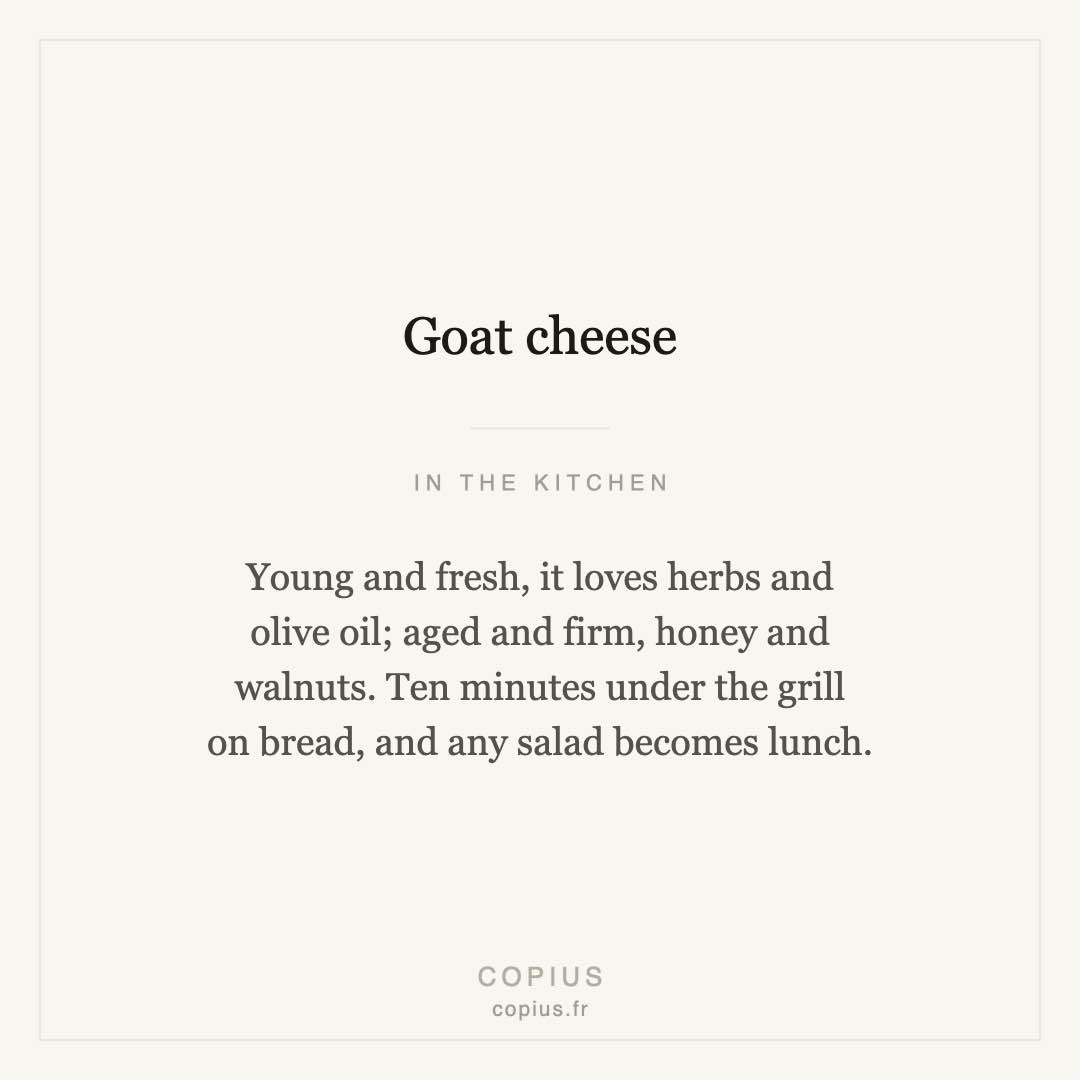 Goat cheese
IN THE KITCHEN
Young and fresh, it loves herbs and
olive oil; aged and firm, honey and
walnuts. Ten minutes under the grill
on bread, and any salad becomes lunch.
COPIUS
copius.fr